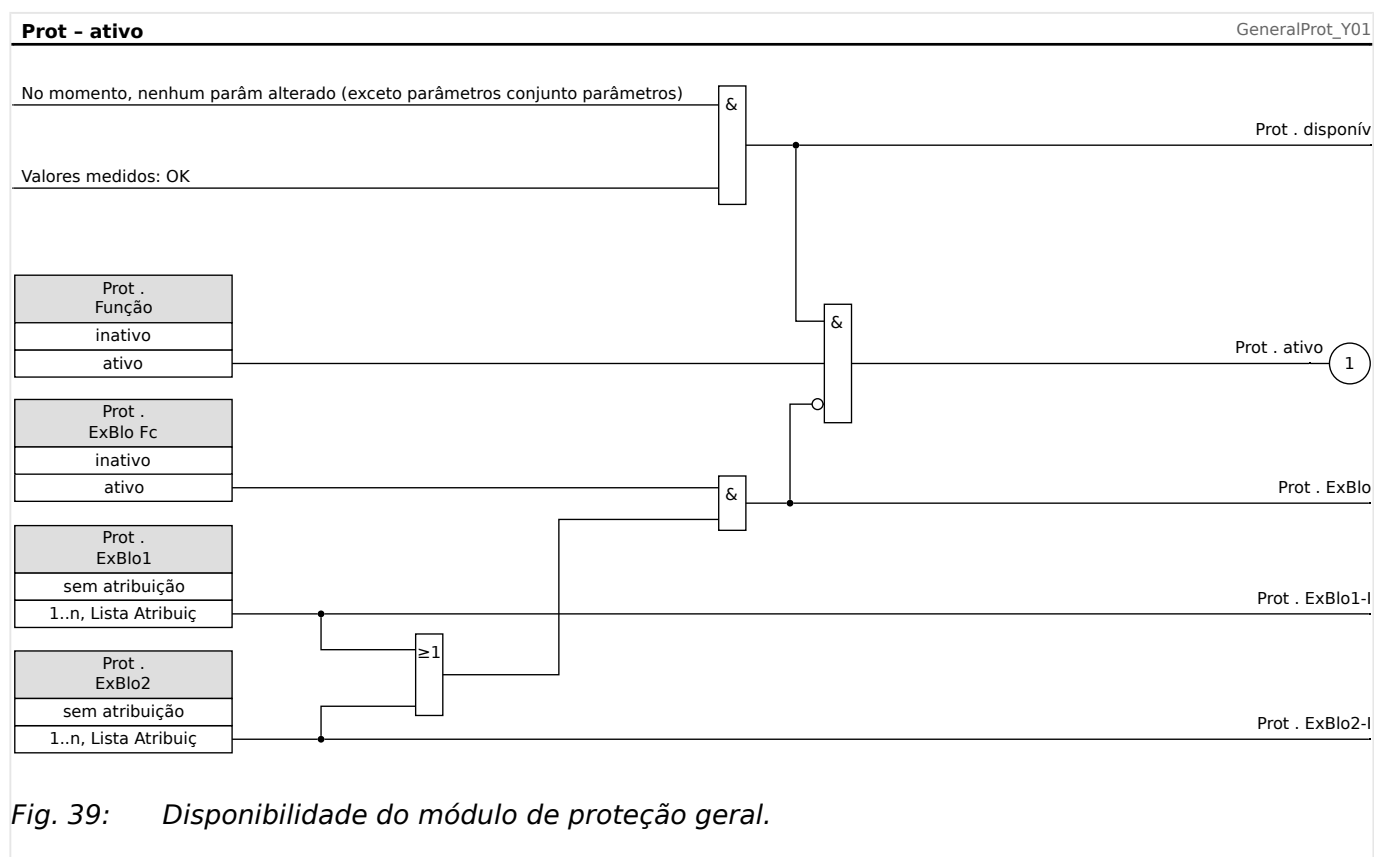 Prot – ativo
GeneralProt_Y01
No momento, nenhum parâm alterado (exceto parâmetros conjunto parâmetros)
&
Prot . disponív
Valores medidos: OK
Prot .
Função
inativo
ativo
&
Prot . ativo
1
Prot .
ExBlo Fc
inativo
ativo
&
Prot . ExBlo
Prot .
ExBlo1
sem atribuição
1..n, Lista Atribuiç
Prot . ExBlo1-I
≥1
Prot .
ExBlo2
sem atribuição
1..n, Lista Atribuiç
Prot . ExBlo2-I
Fig. 39: Disponibilidade do módulo de proteção geral.